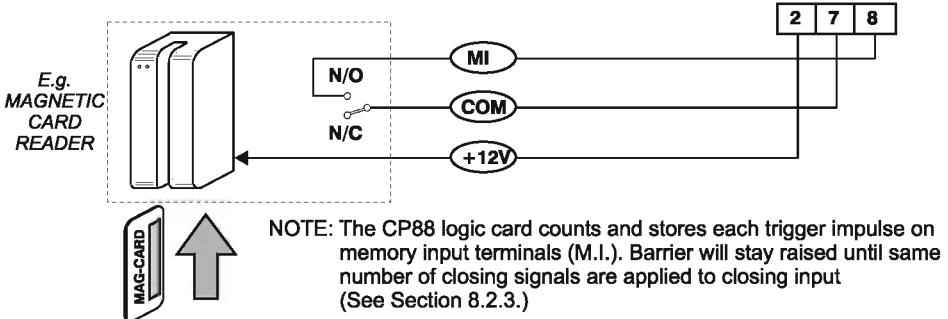 2 7 8
E.g.
MAGNETIC
CARD
READER
N/O
N/C
MI
COM
+12V
MAG-CARD
NOTE: The CP88 logic card counts and stores each trigger impulse on
memory input terminals (M.I.). Barrier will stay raised until same
number of closing signals are applied to closing input
(See Section 8.2.3.)